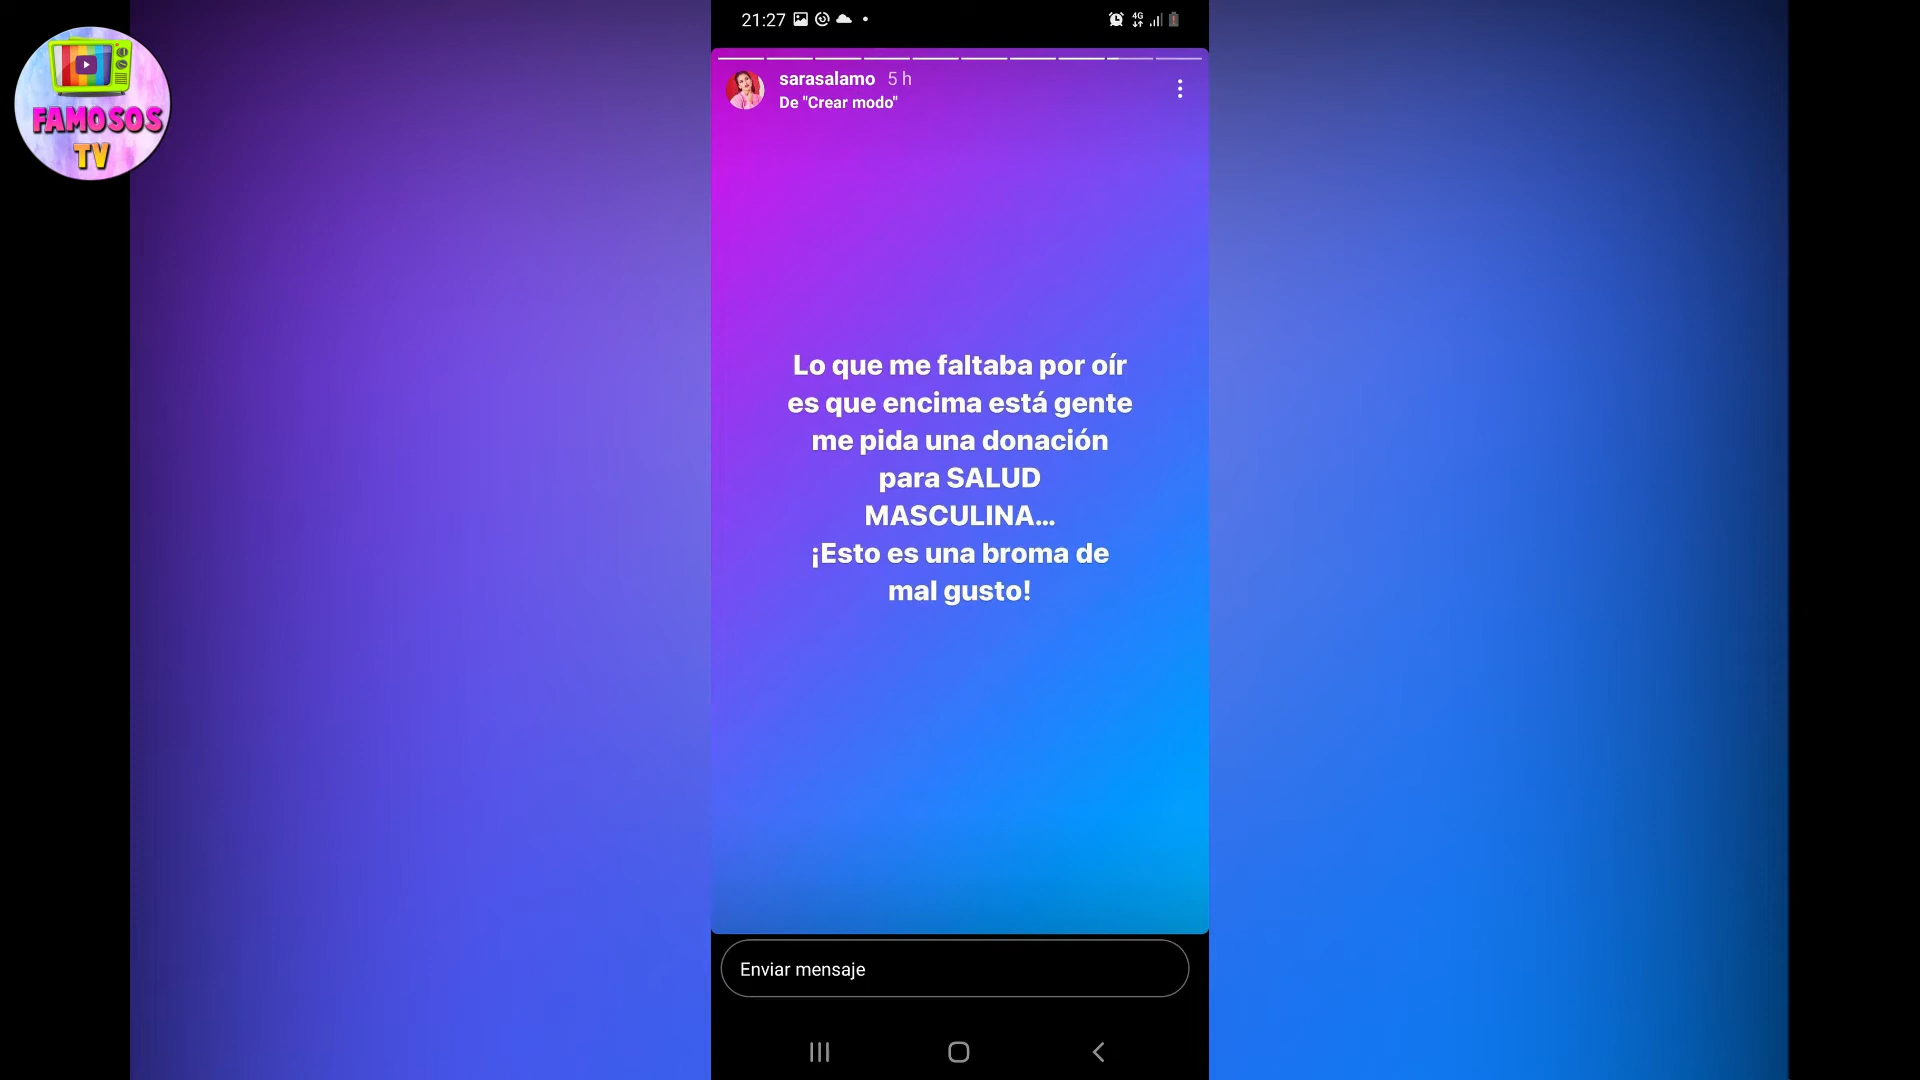 FAMOSOS
TV
21:27
4G
sarasalamo 5 h
De "Crear modo"
Lo que me faltaba por oír
es que encima está gente
me pida una donación
para SALUD
MASCULINA...
¡Esto es una broma de
mal gusto!
Enviar mensaje